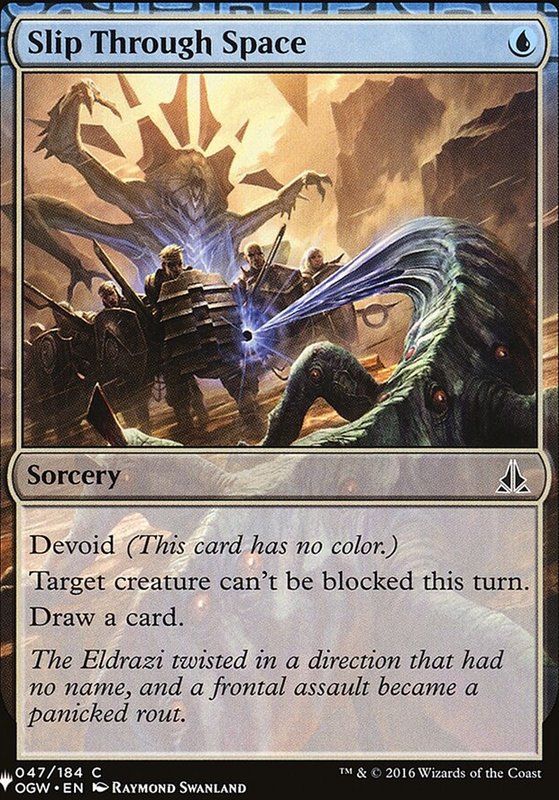 Slip Through Space
Sorcery
Devoid (This card has no color.)
Target creature can't be blocked this turn.
Draw a card.
The Eldrazi twisted in a direction that had
no name, and a frontal assault became a
panicked rout.
047/184 C
OGW • EN Raymond Swanland
™ & © 2016 Wizards of the Coast